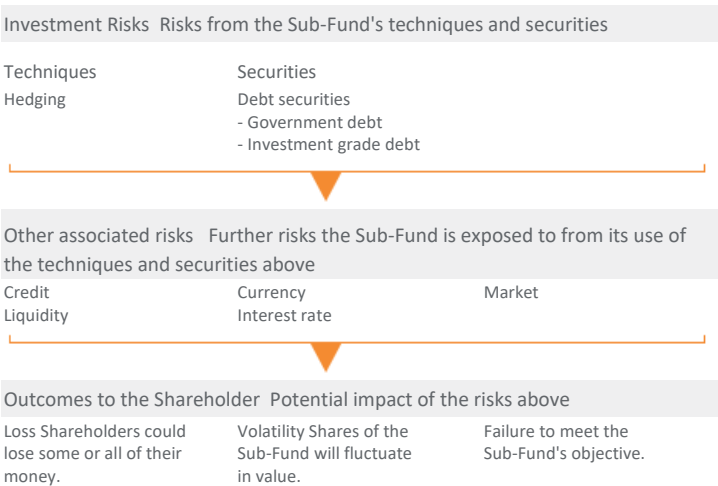 Investment Risks Risks from the Sub-Fund's techniques and securities
Techniques Securities
Hedging Debt securities
- Government debt
- Investment grade debt
Other associated risks Further risks the Sub-Fund is exposed to from its use of
the techniques and securities above
Credit Currency Market
Liquidity Interest rate
Outcomes to the Shareholder Potential impact of the risks above
Loss Shareholders could
lose some or all of their
money.
Volatility Shares of the
Sub-Fund will fluctuate
in value.
Failure to meet the
Sub-Fund's objective.